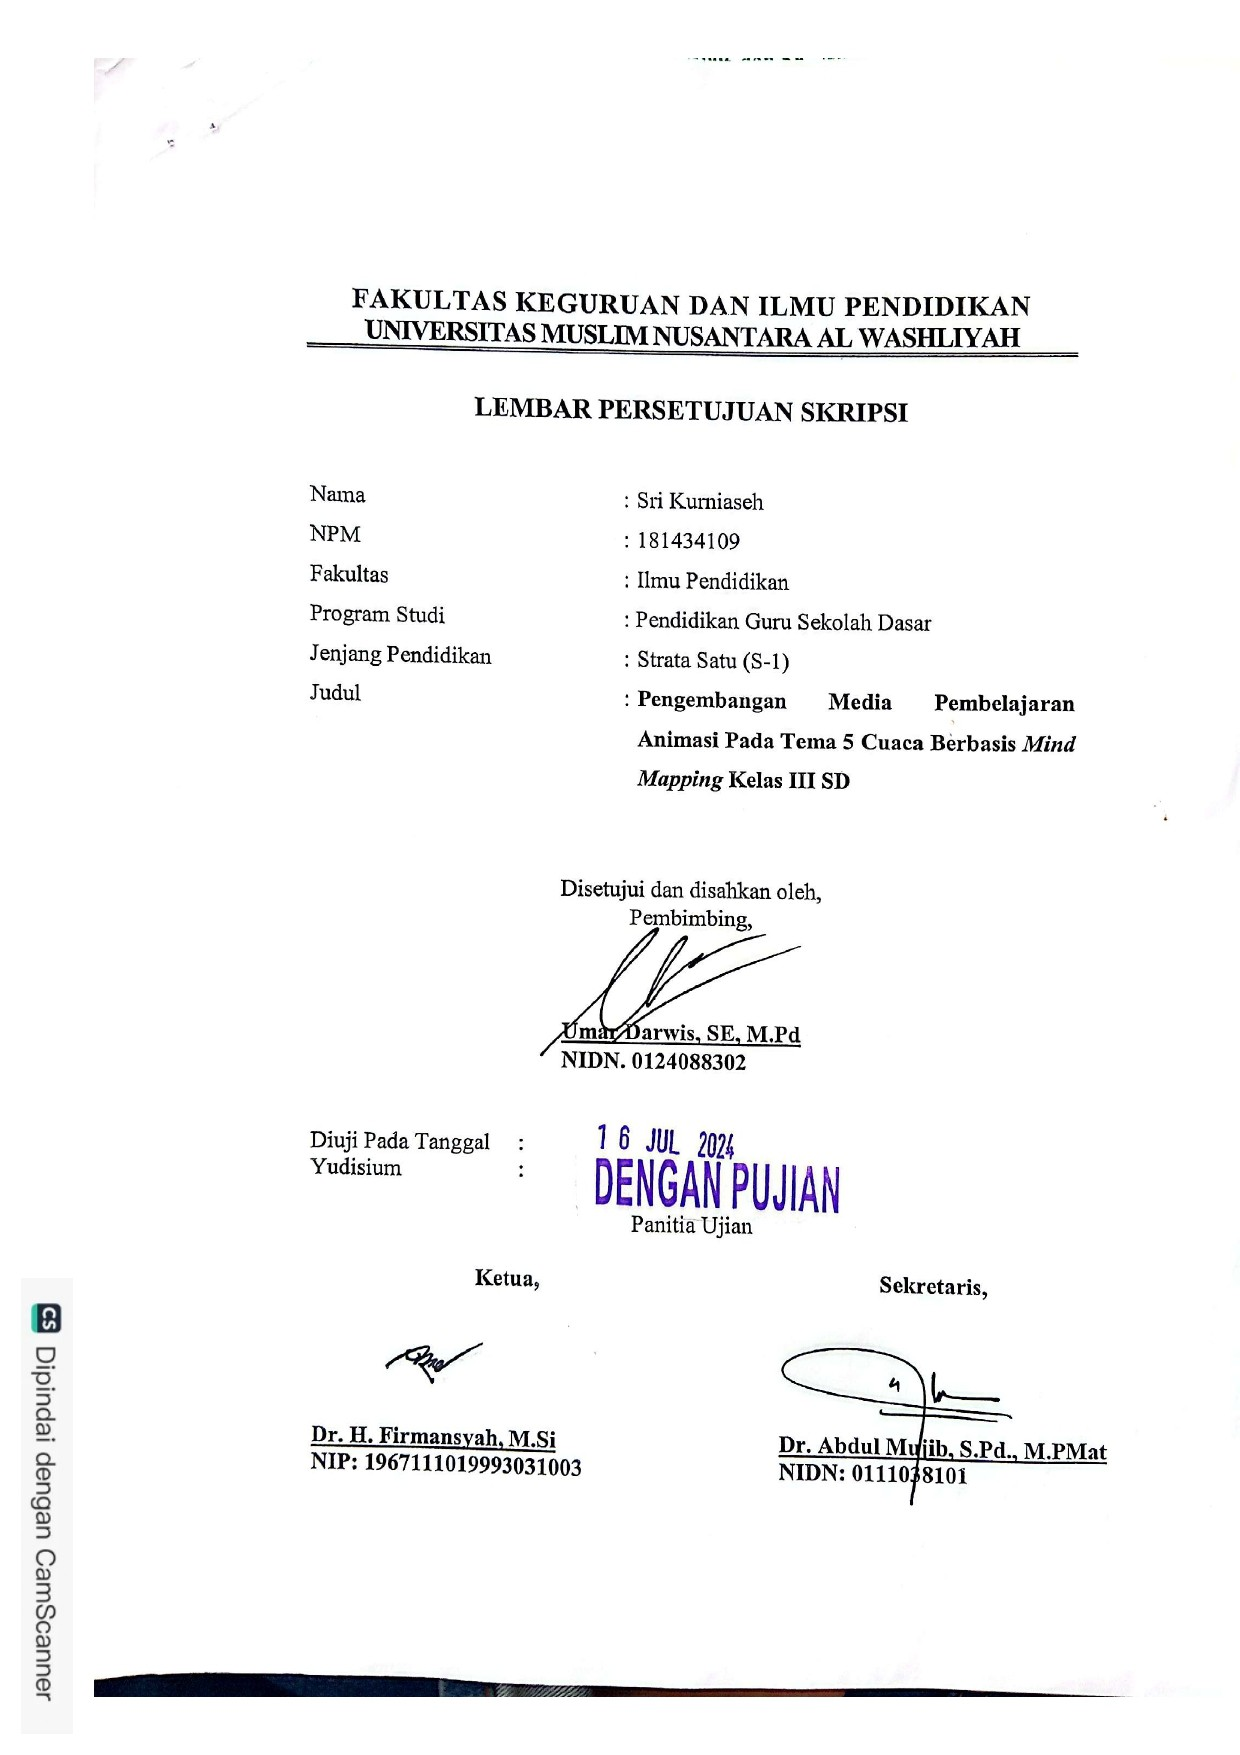 FAKULTAS KEGURUAN DAN ILMU PENDIDIKAN
UNIVERSITAS MUSLIM NUSANTARA AL WASHLIYAH
LEMBAR PERSETUJUAN SKRIPSI
Nama : Sri Kurniaseh
NPM : 181434109
Fakultas : Ilmu Pendidikan
Program Studi : Pendidikan Guru Sekolah Dasar
Jenjang Pendidikan : Strata Satu (S-1)
Judul : Pengembangan Media Pembelajaran
Animasi Pada Tema 5 Cuaca Berbasis Mind
Mapping Kelas III SD
Disetujui dan disahkan oleh,
Pembimbing,
Umar Darwis, SE, M.Pd
NIDN. 0124088302
Diuji Pada Tanggal : 16 JUL 2024
Yudisium : DENGAN PUJIAN
Panitia Ujian
Ketua,
Sekretaris,
Dr. H. Firmansyah, M.Si
NIP: 1967111019993031003
Dr. Abdul Mujib, S.Pd., M.PMat
NIDN: 0111038101
CS Dipindai dengan CamScanner